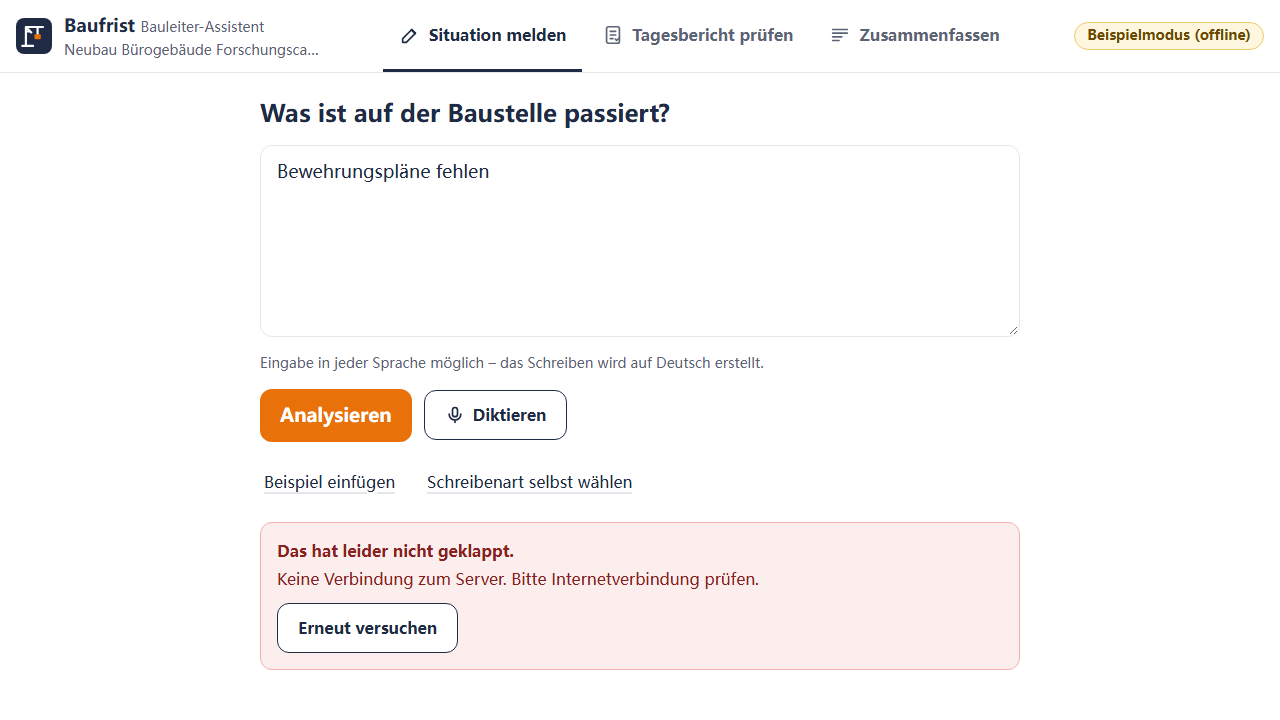 Baufrist Bauleiter-Assistent
Neubau Bürogebäude Forschungsca...
Situation melden
Tagesbericht prüfen
Zusammenfassen
Beispielmodus (offline)
Was ist auf der Baustelle passiert?
Bewehrungspläne fehlen
Eingabe in jeder Sprache möglich – das Schreiben wird auf Deutsch erstellt.
Analysieren
Diktieren
Beispiel einfügen
Schreibenart selbst wählen
Das hat leider nicht geklappt.
Keine Verbindung zum Server. Bitte Internetverbindung prüfen.
Erneut versuchen